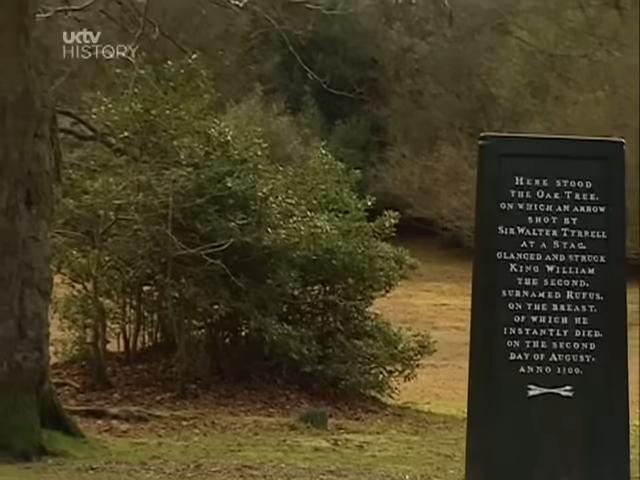 uktv
HISTORY
HERE STOOD
THE OAK TREE,
ON WHICH AN ARROW
SHOT BY
SIR WALTER TYRRELL
AT A STAG,
GLANCED AND STRUCK
KING WILLIAM
THE SECOND,
SURNAMED RUFUS,
ON THE BREAST,
OF WHICH HE
INSTANTLY DIED,
ON THE SECOND
DAY OF AUGUST,
ANNO 1100.